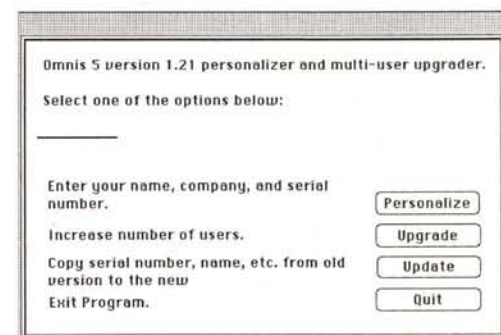 Omnis 5 version 1.21 personalizer and multi-user upgrader.
Select one of the options below:
Enter your name, company, and serial
number.
Personalize
Increase number of users.
Upgrade
Copy serial number, name, etc. from old
version to the new
Update
Exit Program.
Quit